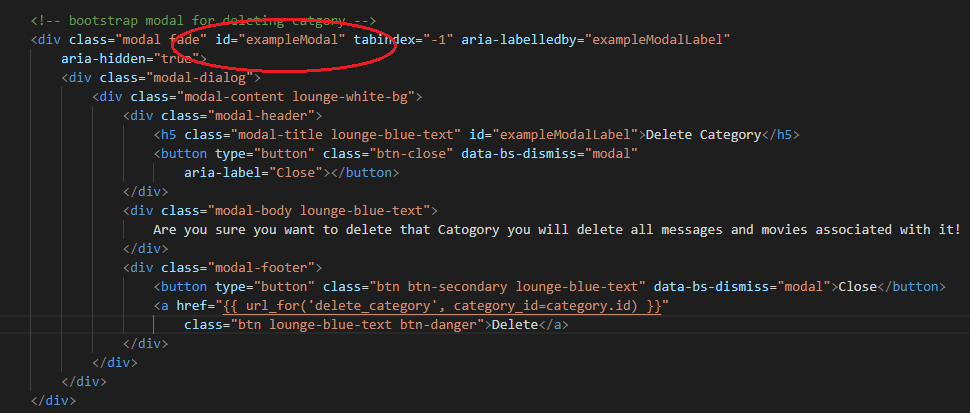 <!-- bootstrap modal for deleting catgory -->
<div class="modal fade" id="exampleModal" tabindex="-1" aria-labelledby="exampleModalLabel"
aria-hidden="true">
<div class="modal-dialog">
<div class="modal-content lounge-white-bg">
<div class="modal-header">
<h5 class="modal-title lounge-blue-text" id="exampleModalLabel">Delete Category</h5>
<button type="button" class="btn-close" data-bs-dismiss="modal"
aria-label="Close"></button>
</div>
<div class="modal-body lounge-blue-text">
Are you sure you want to delete that Catogory you will delete all messages and movies associated with it!
</div>
<div class="modal-footer">
<button type="button" class="btn btn-secondary lounge-blue-text" data-bs-dismiss="modal">Close</button>
<a href="{{ url_for('delete_category', category_id=category.id) }}"
class="btn lounge-blue-text btn-danger">Delete</a>
</div>
</div>
</div>
</div>